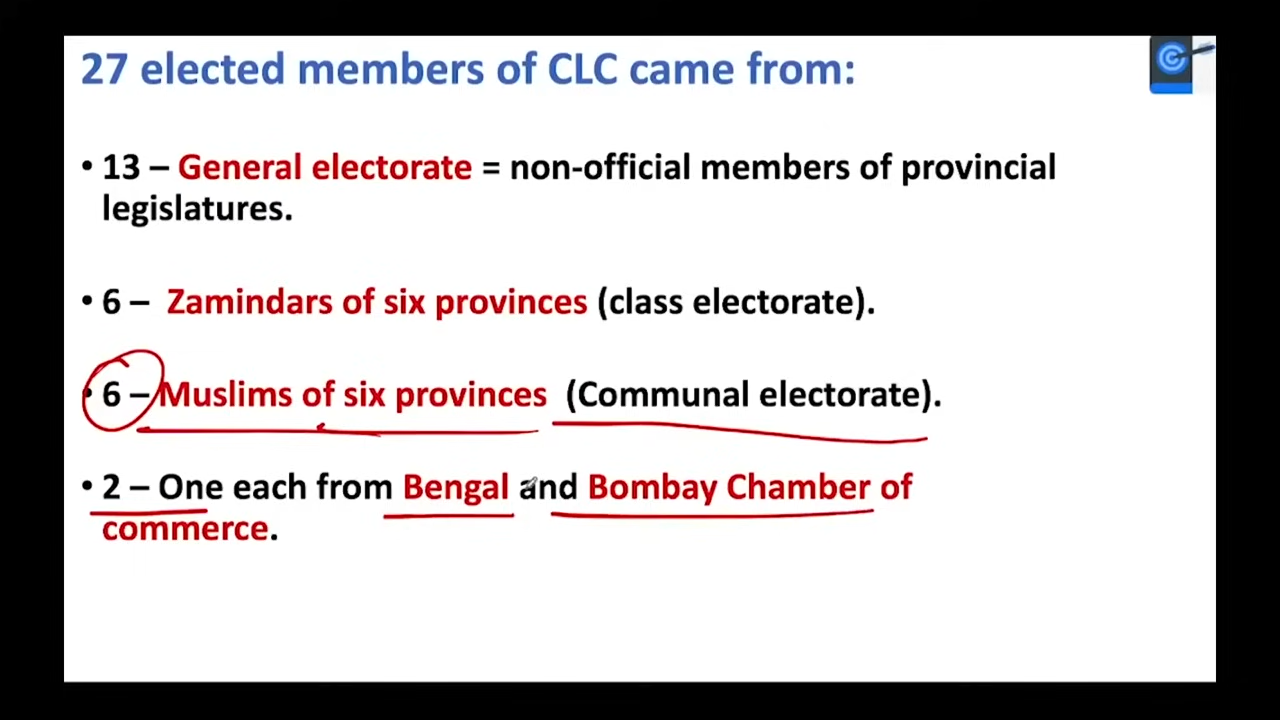 27 elected members of CLC came from:
• 13 – General electorate = non-official members of provincial
legislatures.
• 6 – Zamindars of six provinces (class electorate).
• 6 – Muslims of six provinces (Communal electorate).
• 2 – One each from Bengal and Bombay Chamber of
commerce.